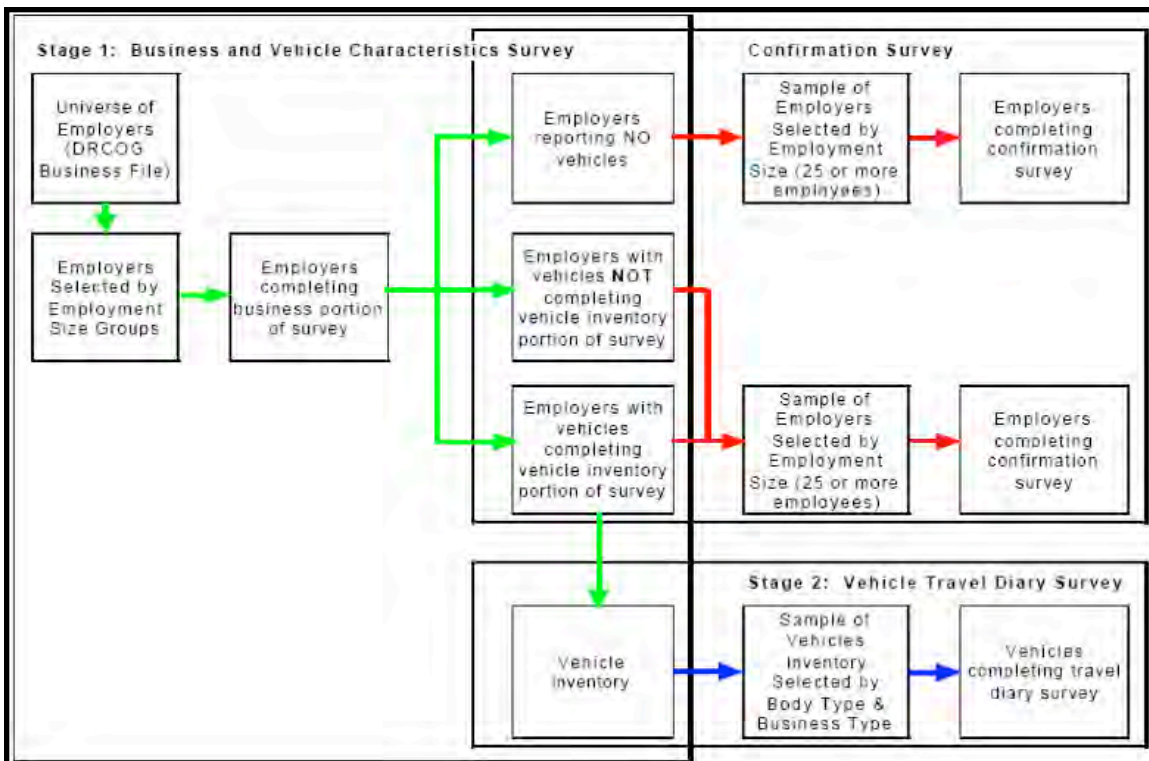 Stage 1: Business and Vehicle Characteristics Survey
Confirmation Survey
Universe of
Employers
(DRCOG
Business File)
Employers
reporting NO
vehicles
Sample of
Employers
Selected by
Employment
Size (25 or more
employees)
Employers
completing
confirmation
survey
Employers
Selected by
Employment
Size Groups
Employers
completing
business portion
of survey
Employers with
vehicles NOT
completing
vehicle inventory
portion of survey
Employers with
vehicles
completing
vehicle inventory
portion of survey
Sample of
Employers
Selected by
Employment
Size (25 or more
employees)
Employers
completing
confirmation
survey
Stage 2: Vehicle Travel Diary Survey
Vehicle
Inventory
Sample of
Vehicles
Inventory
Selected by
Body Type &
Business Type
Vehicles
completing travel
diary survey